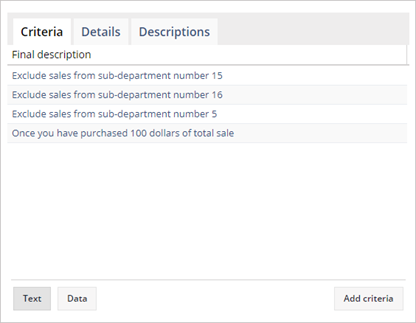 Criteria Details Descriptions
Final description
Exclude sales from sub-department number 15
Exclude sales from sub-department number 16
Exclude sales from sub-department number 5
Once you have purchased 100 dollars of total sale
Text Data Add criteria